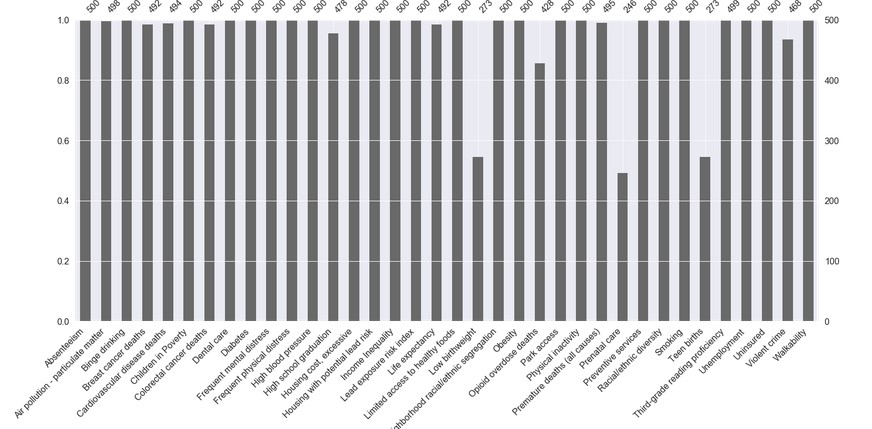 500 498 500 492 494 500 492 500 500 500 500 500 478 500 500 500 500 492 500 273 500 500 428 500 500 495 246 500 500 500 273 499 500 500 468 500
1.0 500
0.8 400
0.6 300
0.4 200
0.2 100
0.0 0
Absenteeism
Air pollution - particulate matter
Binge drinking
Breast cancer deaths
Cardiovascular disease deaths
Children in Poverty
Colorectal cancer deaths
Dental care
Diabetes
Frequent mental distress
Frequent physical distress
High blood pressure
High school graduation
Housing cost, excessive
Housing with potential lead risk
Income Inequality
Lead exposure risk index
Life expectancy
Limited access to healthy foods
Low birthweight
ighborhood racial/ethnic segregation
Obesity
Opioid overdose deaths
Park access
Physical inactivity
Premature deaths (all causes)
Prenatal care
Preventive services
Racial/ethnic diversity
Smoking
Teen births
Third-grade reading proficiency
Unemployment
Uninsured
Violent crime
Walkability